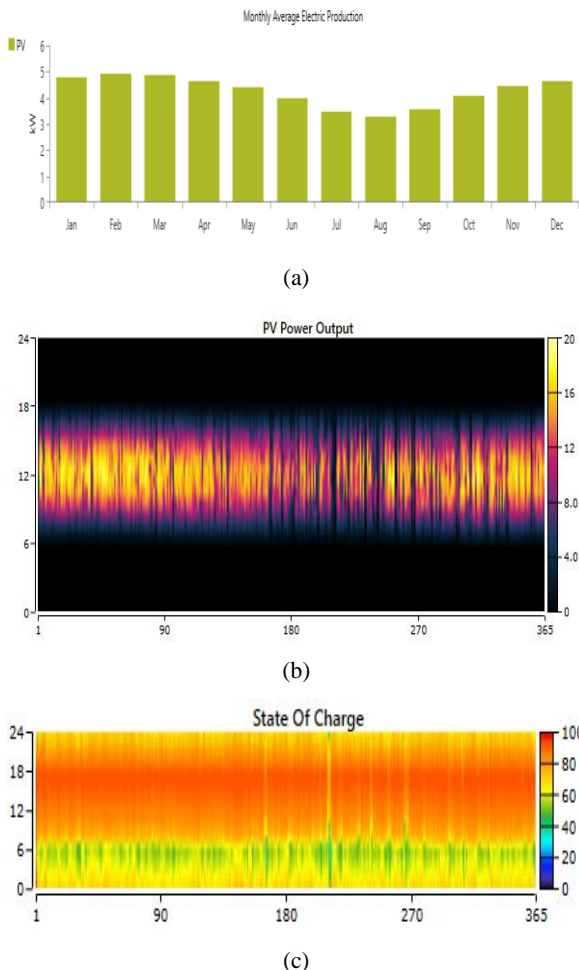 Monthly Average Electric Production
PV
kW
6
5
4
3
2
1
0
Jan Feb Mar Apr May Jun Jul Aug Sep Oct Nov Dec
(a)
PV Power Output
24
18
12
6
0
1 90 180 270 365
20
16
12
8.0
4.0
0
(b)
State Of Charge
24
18
12
6
0
1 90 180 270 365
100
80
60
40
20
0
(c)